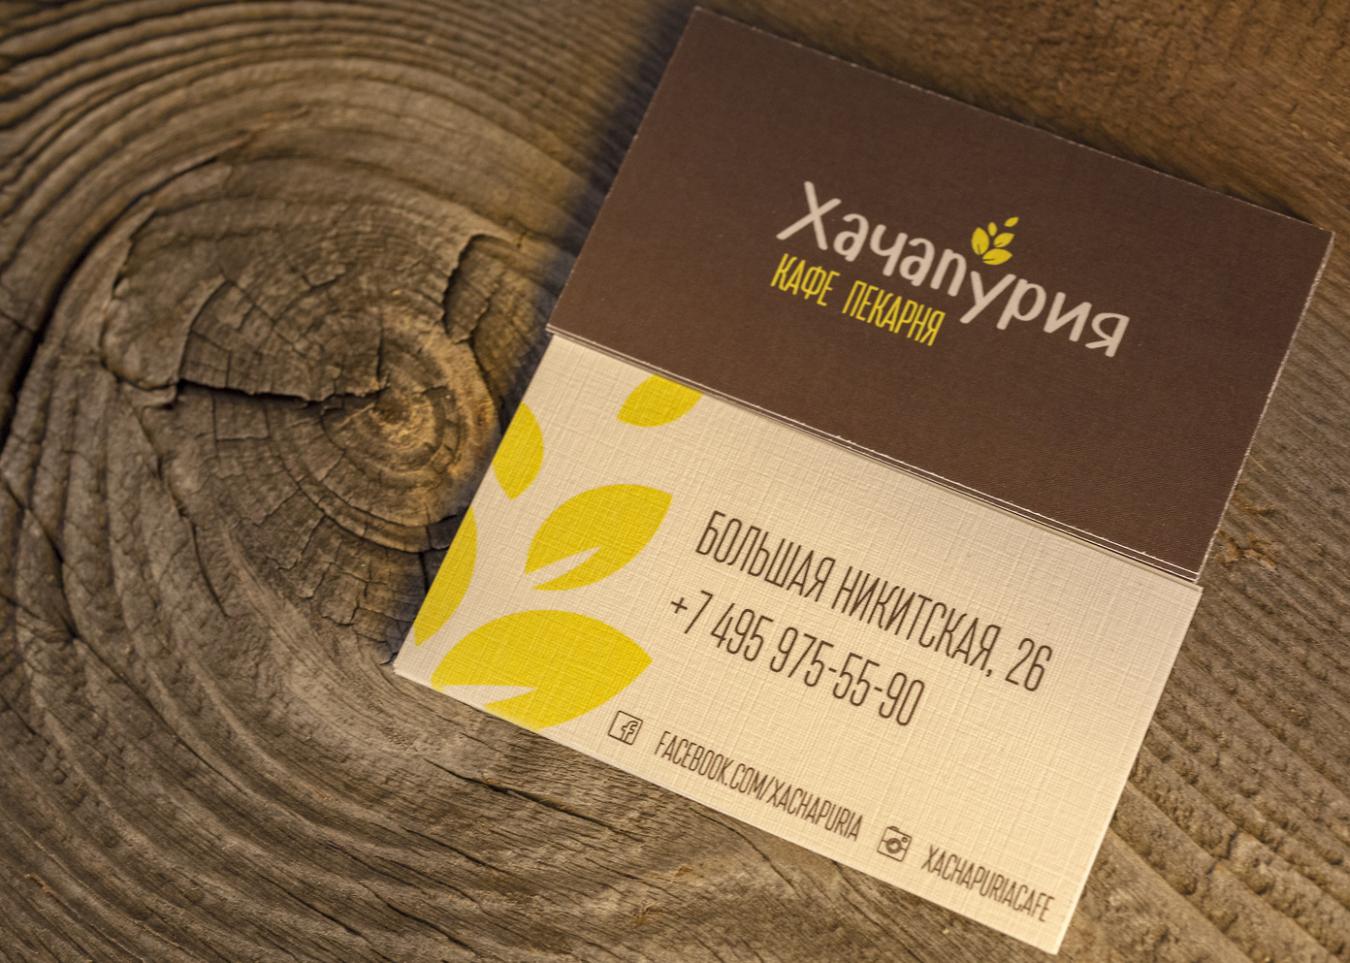 Хачапурия
КАФЕ ПЕКАРНЯ
БОЛЬШАЯ НИКИТСКАЯ, 26
+7 495 975-55-90
FACEBOOK.COM/XACHAPURIA
XACHAPURIACAFE